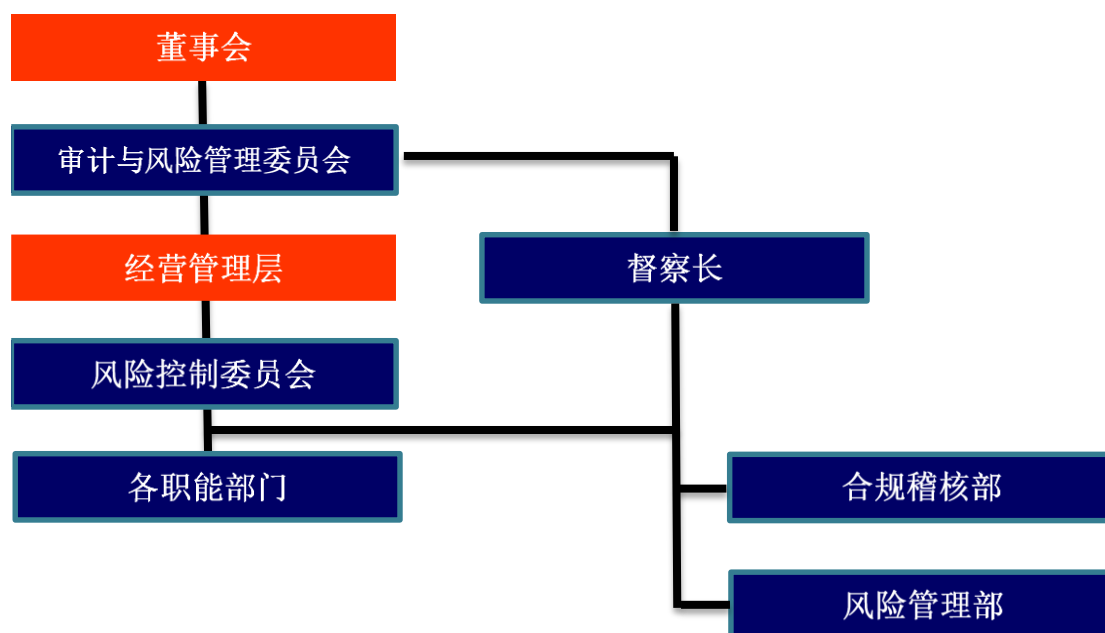 董事会
审计与风险管理委员会
经营管理层
督察长
风险控制委员会
各职能部门
合规稽核部
风险管理部